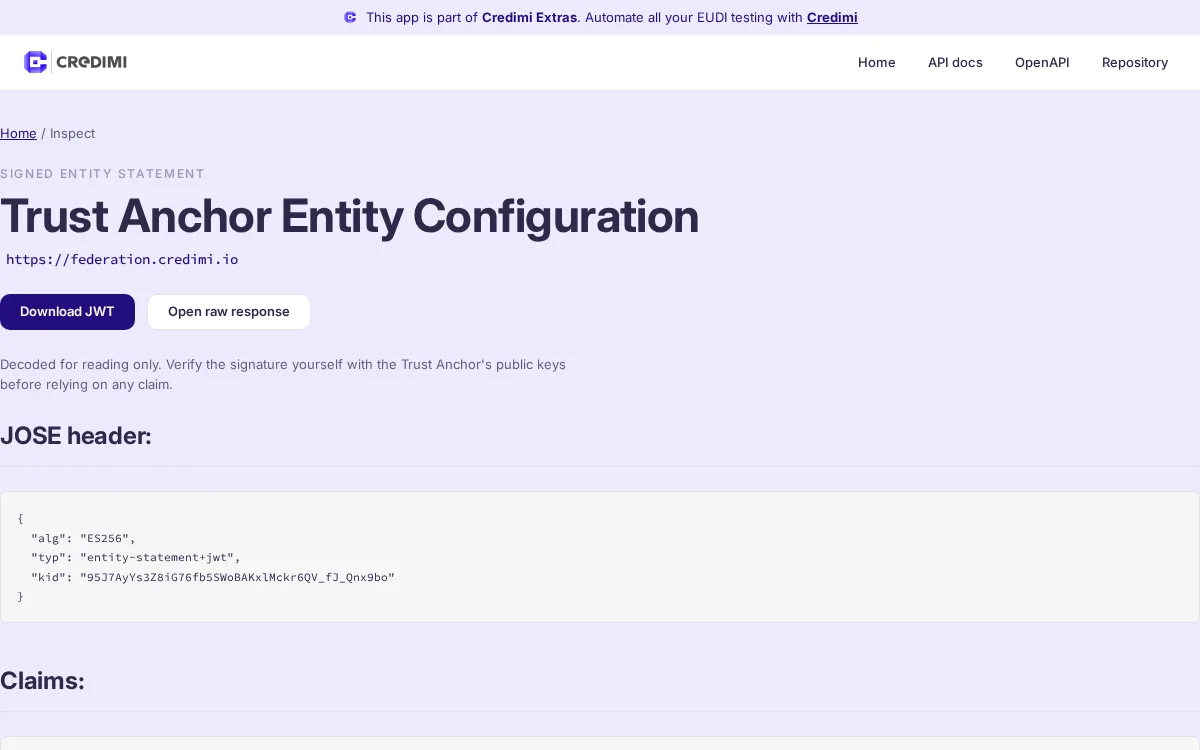 This app is part of Credimi Extras. Automate all your EUDI testing with Credimi
CREDIMI
Home
API docs
OpenAPI
Repository
Home / Inspect
SIGNED ENTITY STATEMENT
Trust Anchor Entity Configuration
https://federation.credimi.io
Download JWT
Open raw response
Decoded for reading only. Verify the signature yourself with the Trust Anchor's public keys
before relying on any claim.
JOSE header:
{
  "alg": "ES256",
  "typ": "entity-statement+jwt",
  "kid": "95J7AyYs3Z8iG76fb5SWoBAKxlMckr6QV_fJ_Qnx9bo"
}
Claims: